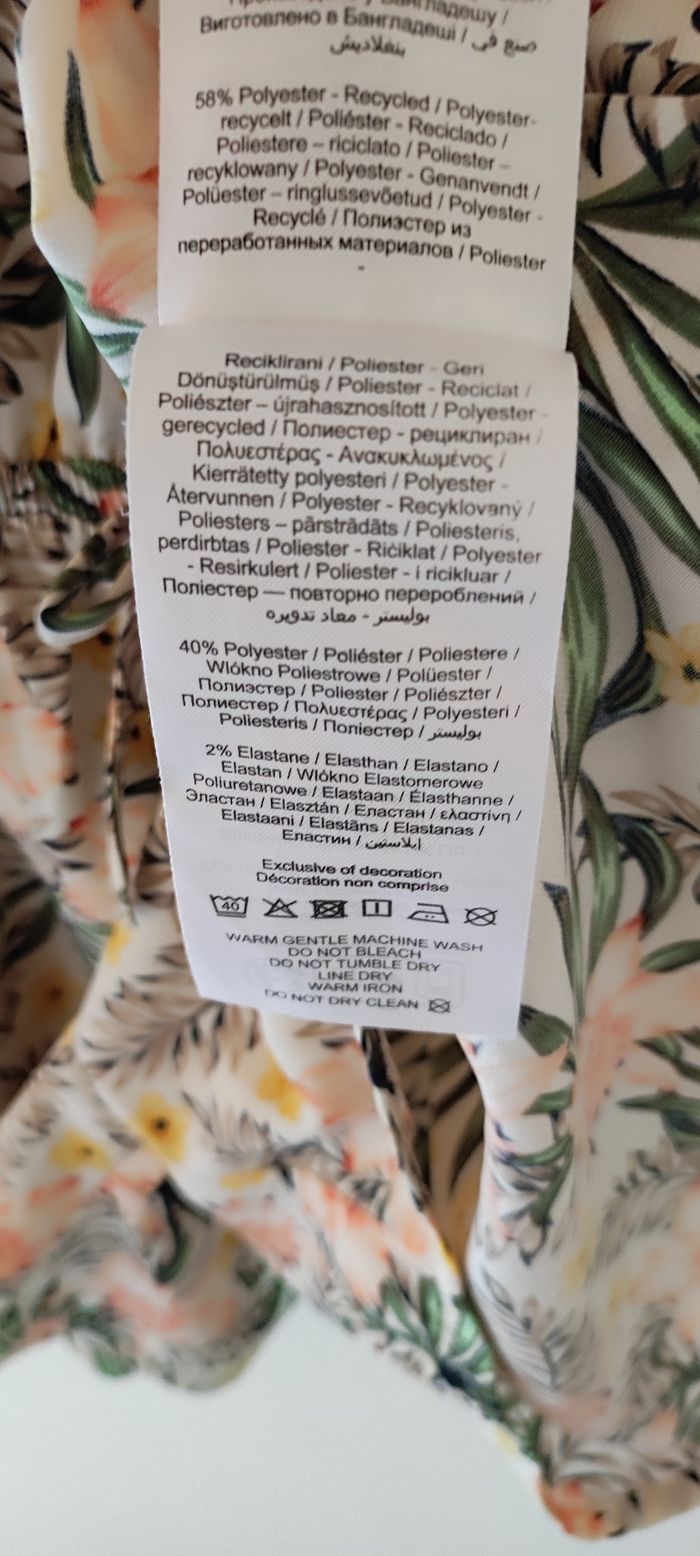 Виготовлено в Бангладеші / صنع في
بنغلاديش
58% Polyester - Recycled / Polyester-
recycelt / Poliéster - Reciclado /
Poliestere – riciclato / Poliester –
recyklowany / Polyester - Genanvendt /
Polüester – ringlussevõetud / Polyester -
Recyclé / Полиэстер из
переработанных материалов / Poliester
-
Reciklirani / Poliester - Geri
Dönüştürülmüş / Poliester - Reciclat /
Poliészter – újrahasznosított / Polyester -
gerecycled / Полиестер - рециклиран /
Πολυεστέρας - Ανακυκλωμένος /
Kierrätetty polyesteri / Polyester -
Återvunnen / Polyester - Recyklovaný /
Poliesters – pārstrādāts / Poliesteris,
perdirbtas / Poliester - Riċiklat / Polyester
- Resirkulert / Poliester - i ricikluar /
Поліестер — повторно перероблений /
بوليستر - معاد تدويره
40% Polyester / Poliéster / Poliestere /
Wlókno Poliestrowe / Polüester /
Полиэстер / Poliester / Poliészter /
Полиестер / Πολυεστέρας / Polyesteri /
Poliesteris / Поліестер / بوليستر
2% Elastane / Elasthan / Elastano /
Elastan / Wlókno Elastomerowe
Poliuretanowe / Elastaan / Élasthanne /
Эластан / Elasztán / Еластан / ελαστίνη /
Elastaani / Elastāns / Elastanas /
Еластин / إيلاستين
Exclusive of decoration
Décoration non comprise
40
WARM GENTLE MACHINE WASH
DO NOT BLEACH
DO NOT TUMBLE DRY
LINE DRY
WARM IRON
DO NOT DRY CLEAN